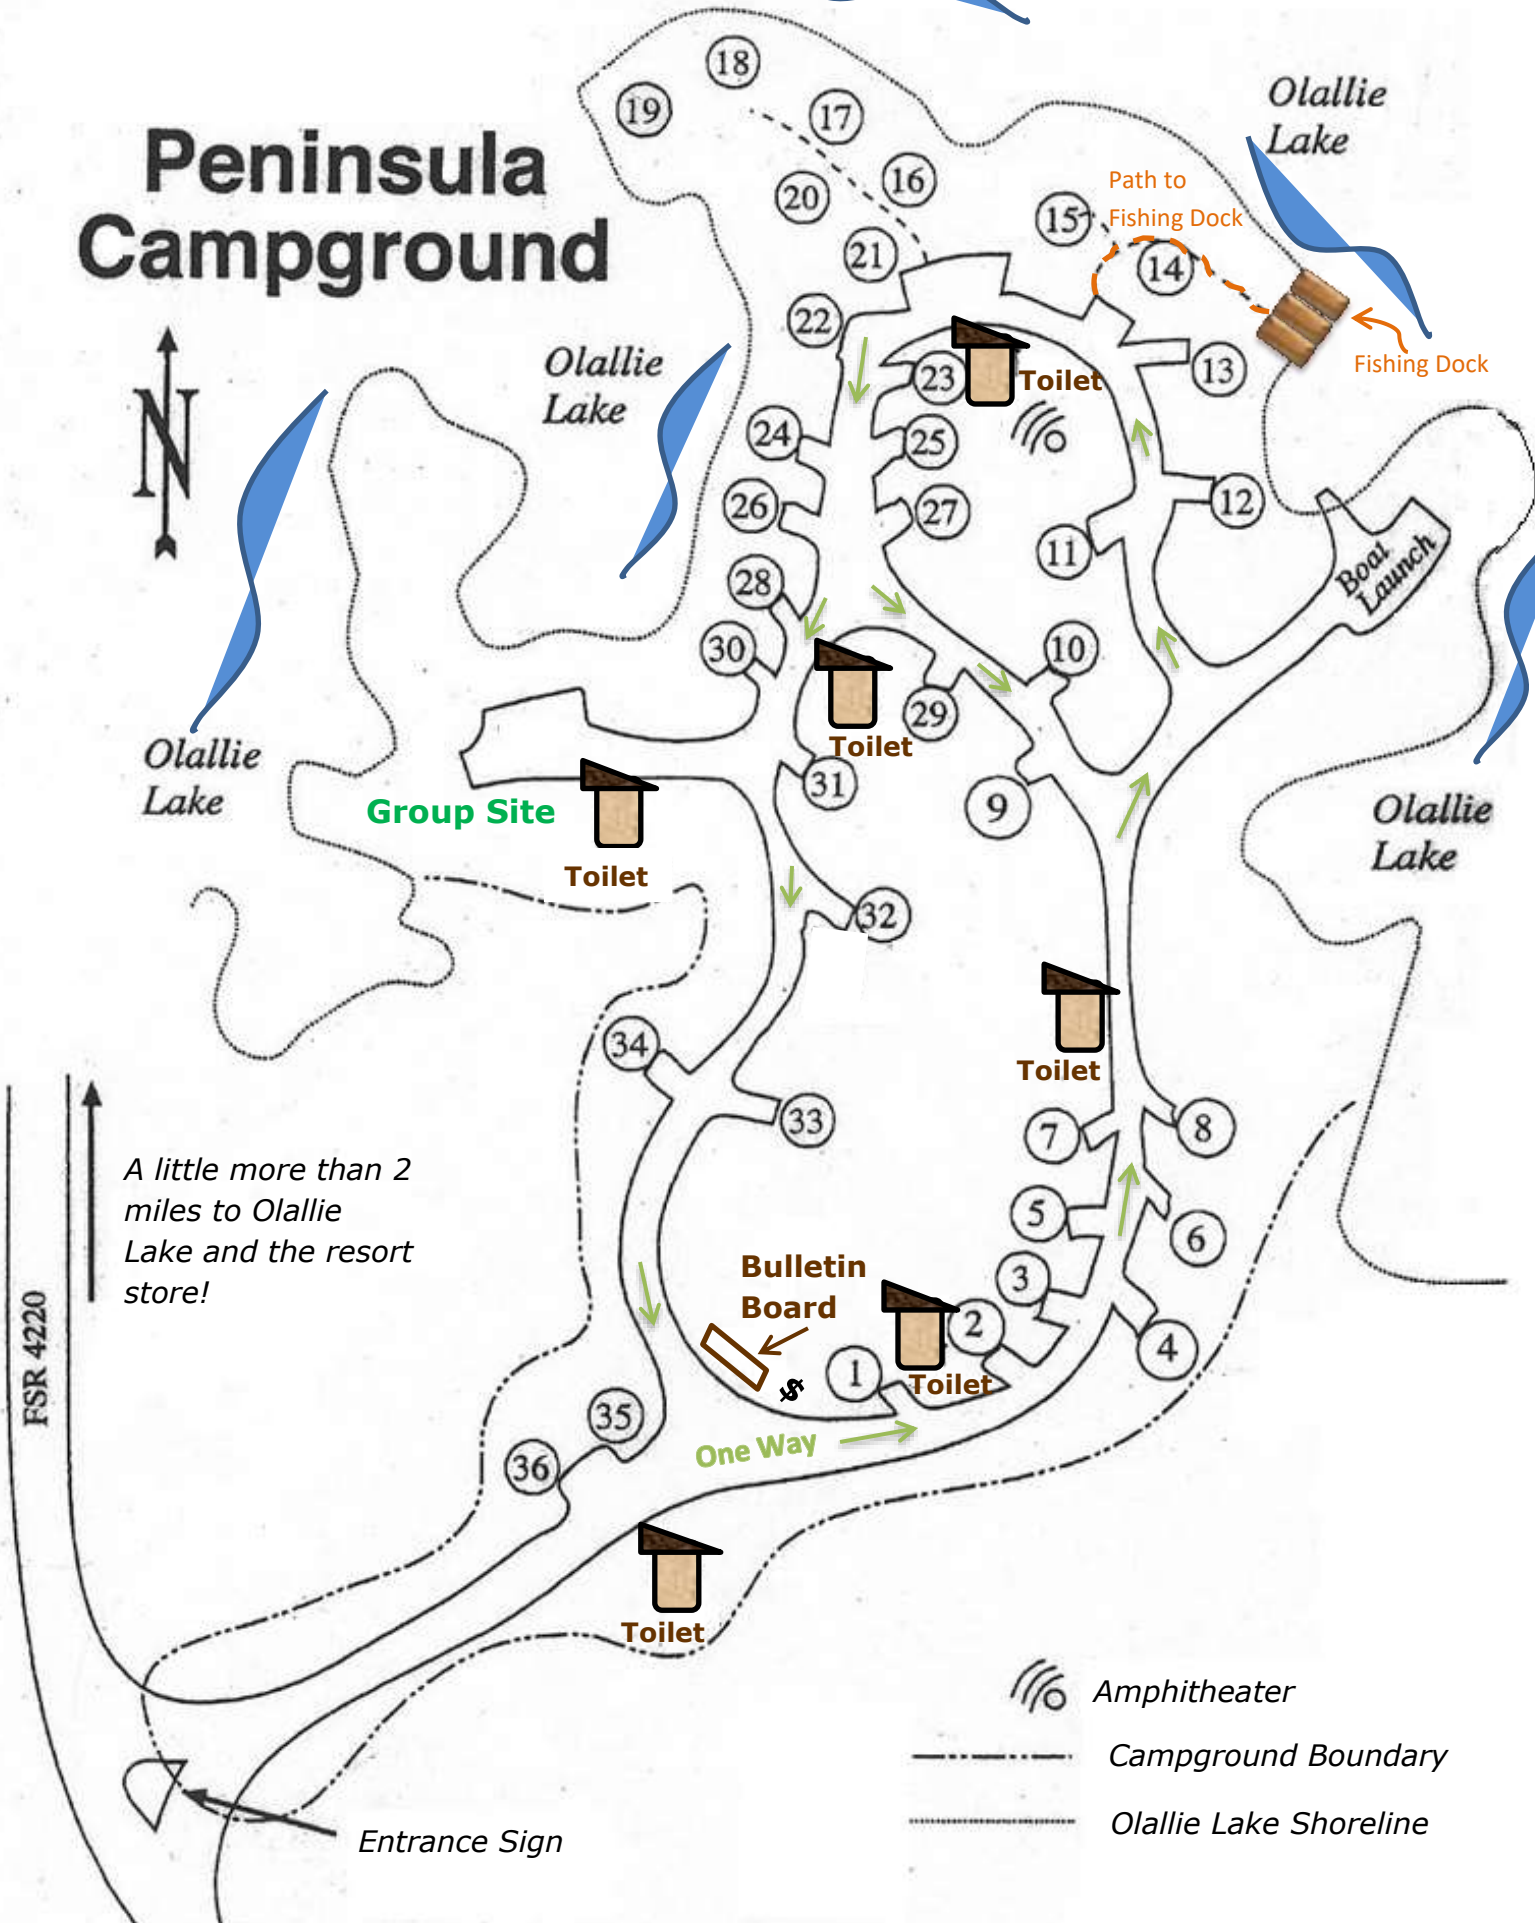 Peninsula
Campground
N
Olallie
Lake
Olallie
Lake
Olallie
Lake
Olallie
Lake
Path to
Fishing Dock
Fishing Dock
18
19
17
16
20
15
14
21
22
13
23
Toilet
24
25
26
27
12
11
Boat
Launch
28
30
10
29
Toilet
31
9
Group Site
Toilet
32
34
33
Toilet
7
8
5
6
3
2
4
1
Toilet
A little more than 2
miles to Olallie
Lake and the resort
store!
FSR 4220
Bulletin
Board
$
35
36
One Way
Toilet
Entrance Sign
Amphitheater
Campground Boundary
Olallie Lake Shoreline